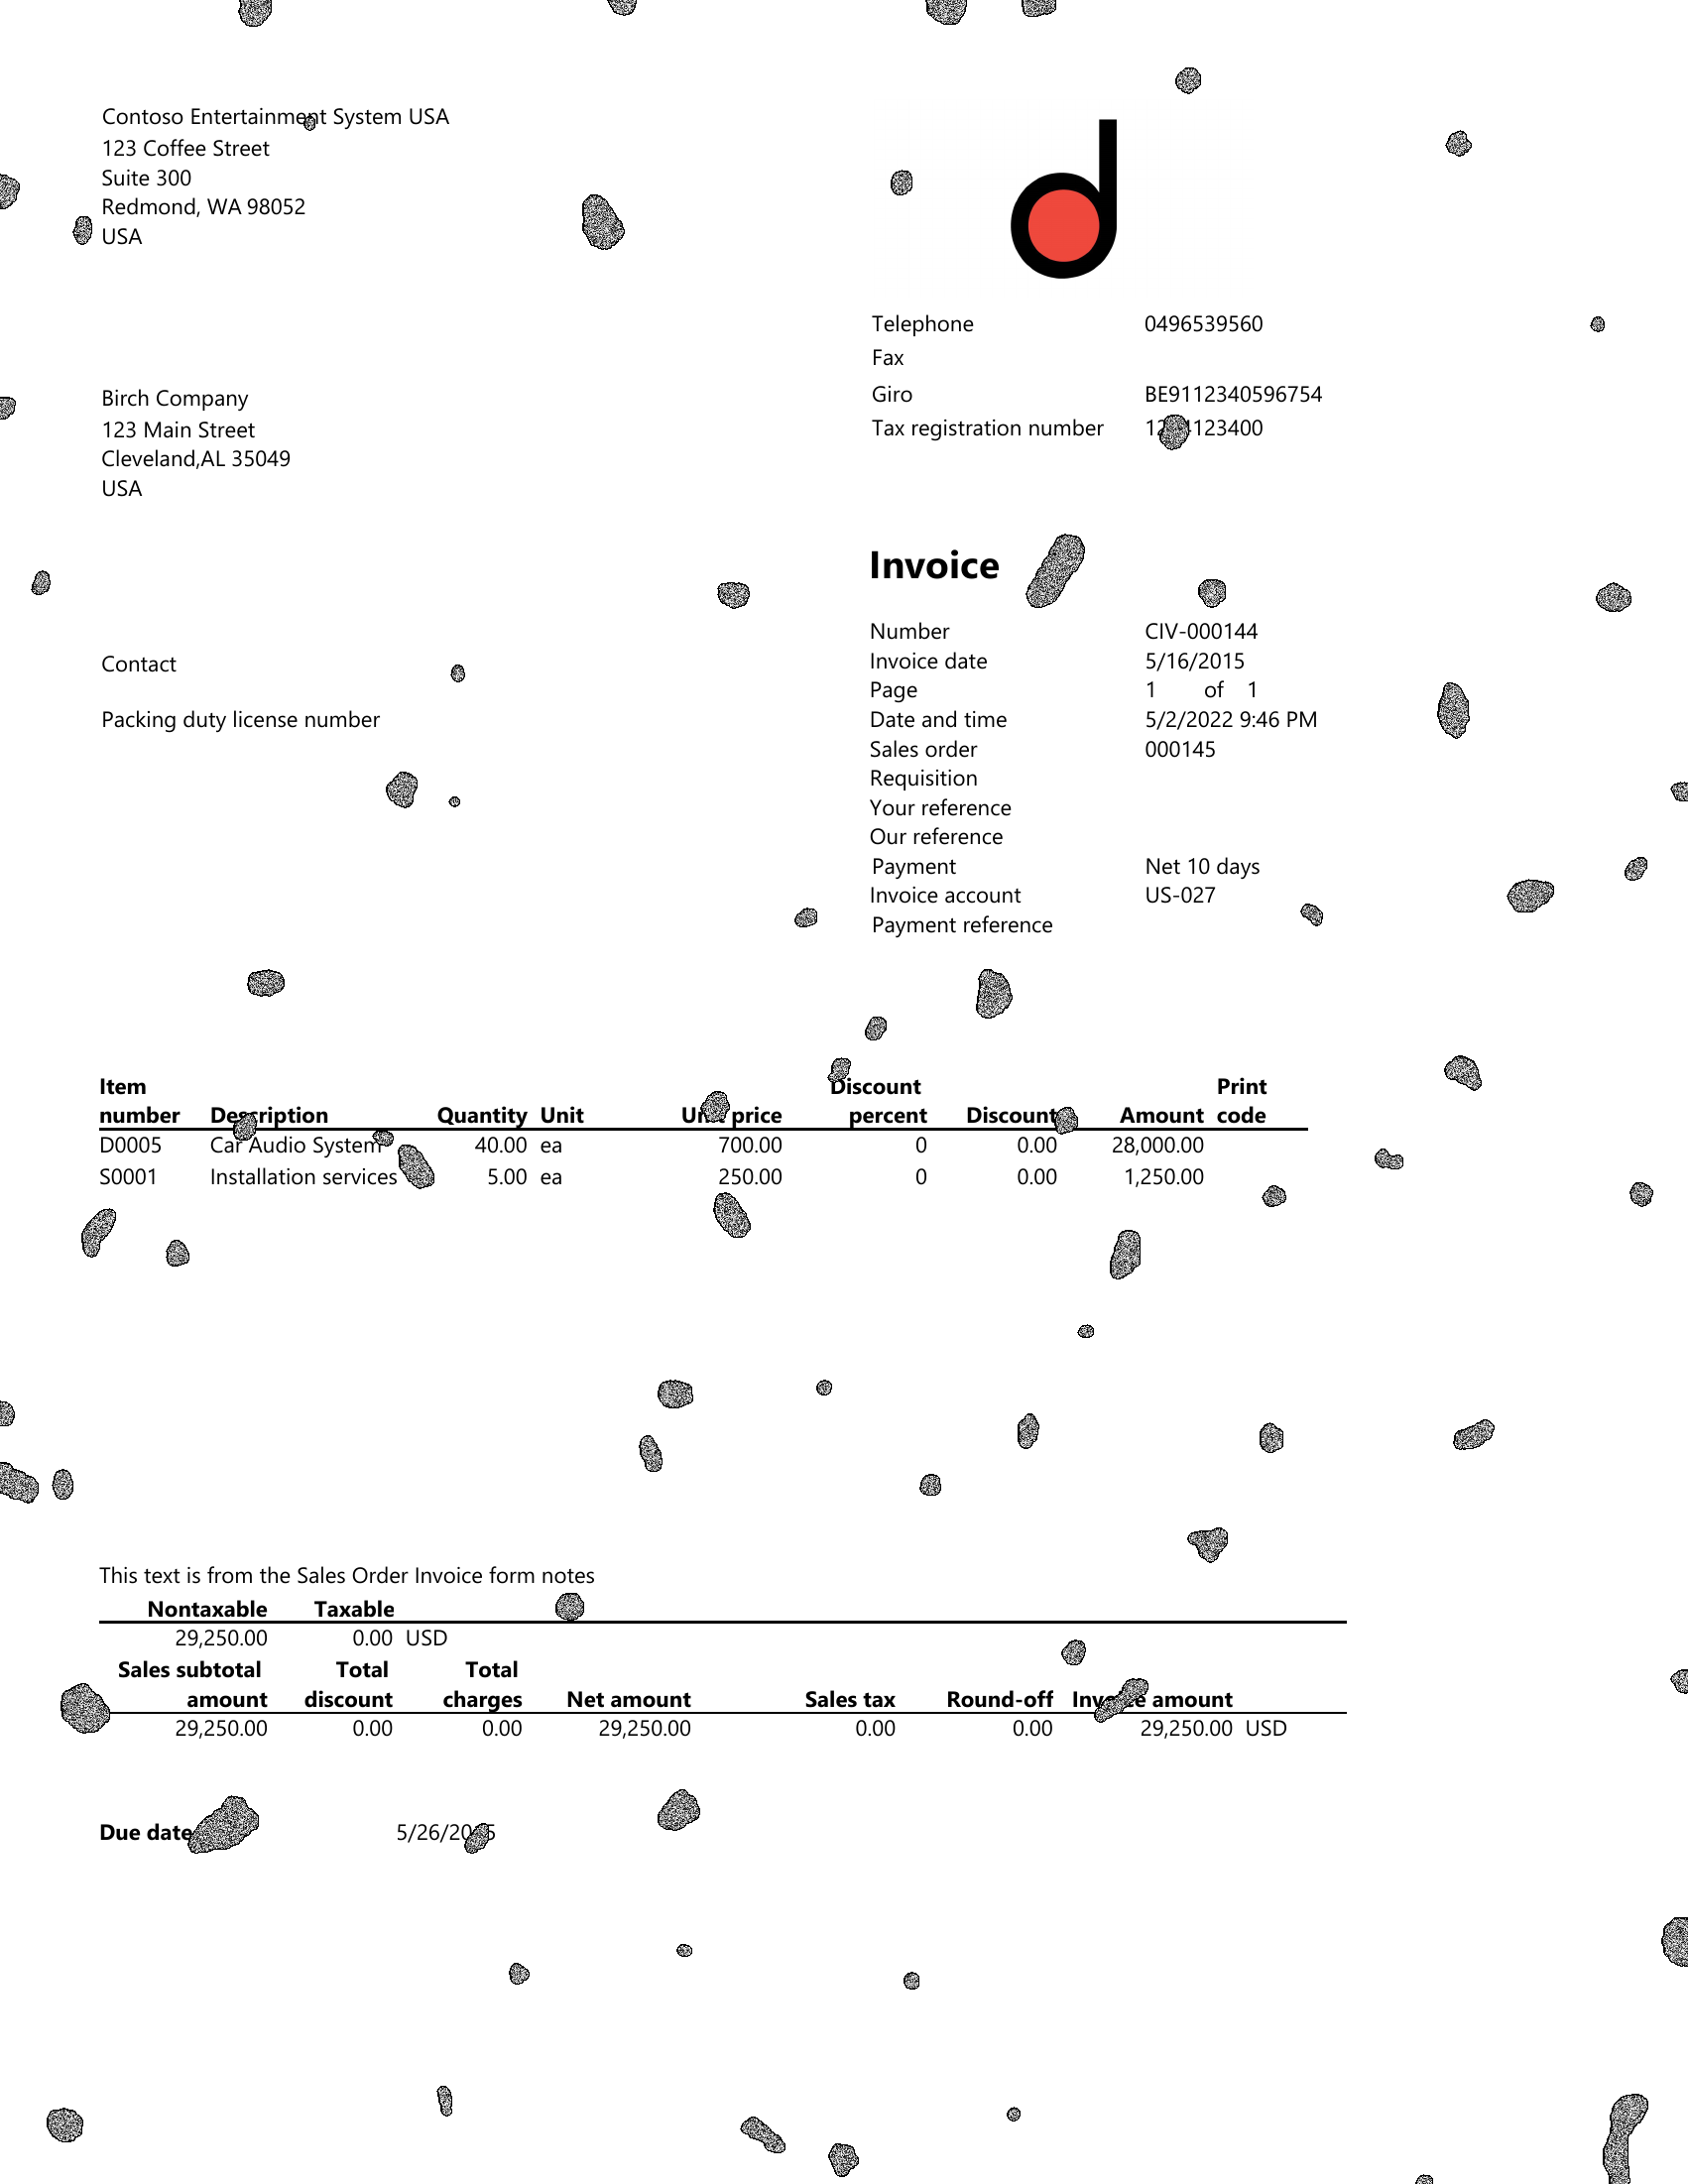 Contoso Entertainment System USA
123 Coffee Street
Suite 300
Redmond, WA 98052
USA
Telephone 0496539560
Fax
Giro BE9112340596754
Tax registration number
Birch Company
123 Main Street
Cleveland,AL 35049
USA
Invoice
Number CIV-000144
Invoice date 5/16/2015
Page 1 of 1
Date and time 5/2/2022 9:46 PM
Sales order 000145
Requisition
Your reference
Our reference
Payment Net 10 days
Invoice account US-027
Payment reference
Contact
Packing duty license number
Item Discount Print
number Description Quantity Unit Unit price percent Discount Amount code
D0005 Car Audio System 40.00 ea 700.00 0 0.00 28,000.00
S0001 Installation services 5.00 ea 250.00 0 0.00 1,250.00
This text is from the Sales Order Invoice form notes
Nontaxable Taxable
29,250.00 0.00 USD
Sales subtotal Total Total
amount discount charges Net amount Sales tax Round-off Invoice amount
29,250.00 0.00 0.00 29,250.00 0.00 0.00 29,250.00 USD
Due date 5/26/2015